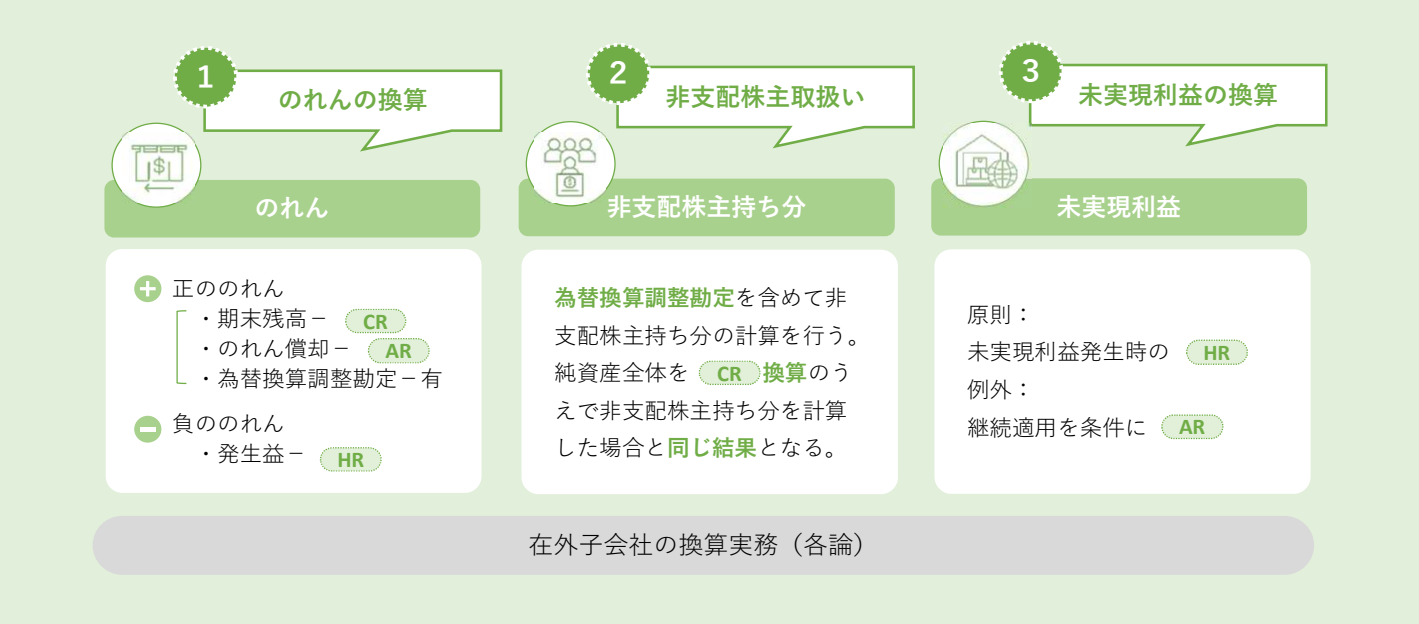 1
のれんの換算
のれん
正ののれん
・期末残高− CR
・のれん償却− AR
・為替換算調整勘定−有
負ののれん
・発生益− HR
2
非支配株主取扱い
非支配株主持ち分
為替換算調整勘定を含めて非
支配株主持ち分の計算を行う。
純資産全体を CR 換算のう
えで非支配株主持ち分を計算
した場合と同じ結果となる。
3
未実現利益の換算
未実現利益
原則：
未実現利益発生時の HR
例外：
継続適用を条件に AR
在外子会社の換算実務（各論）